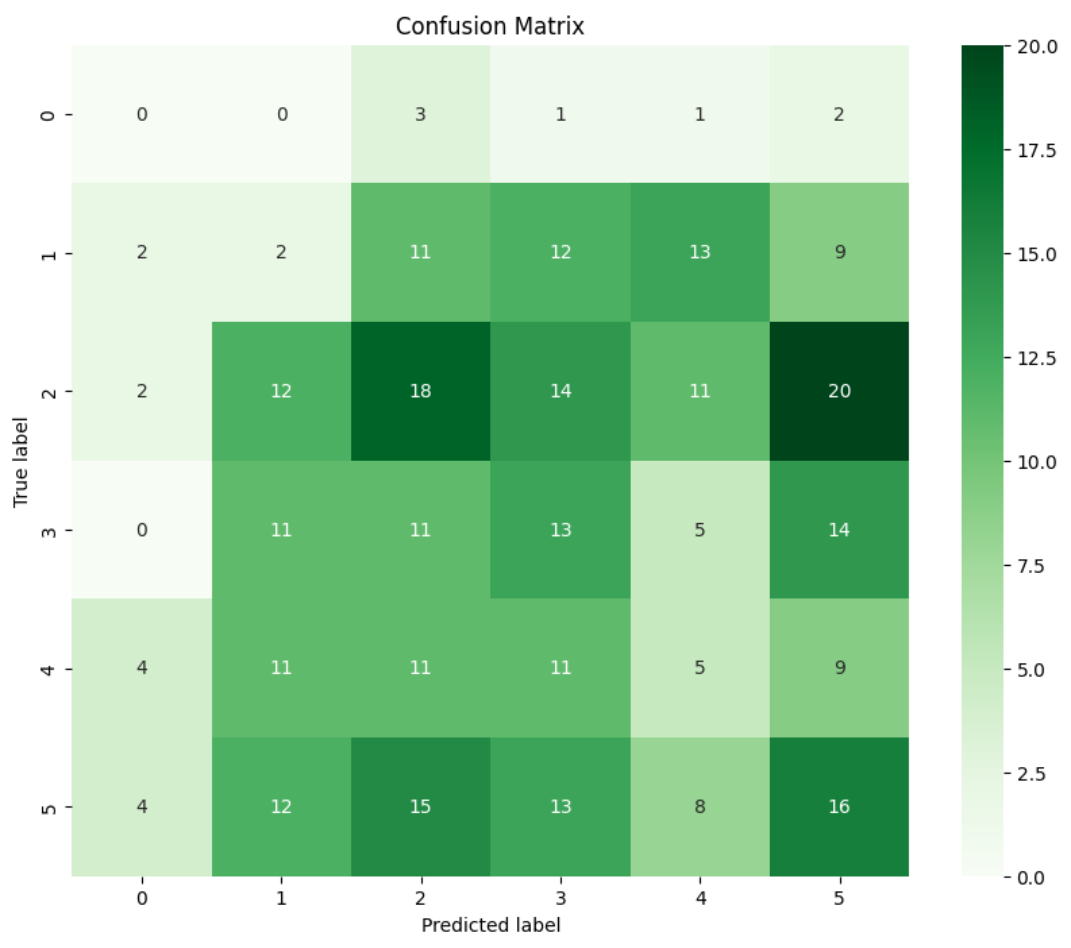 Confusion Matrix
0 0 0 3 1 1 2
1 2 2 11 12 13 9
2 2 12 18 14 11 20
3 0 11 11 13 5 14
4 4 11 11 11 5 9
5 4 12 15 13 8 16
0 1 2 3 4 5
True label
Predicted label
20.0
17.5
15.0
12.5
10.0
7.5
5.0
2.5
0.0